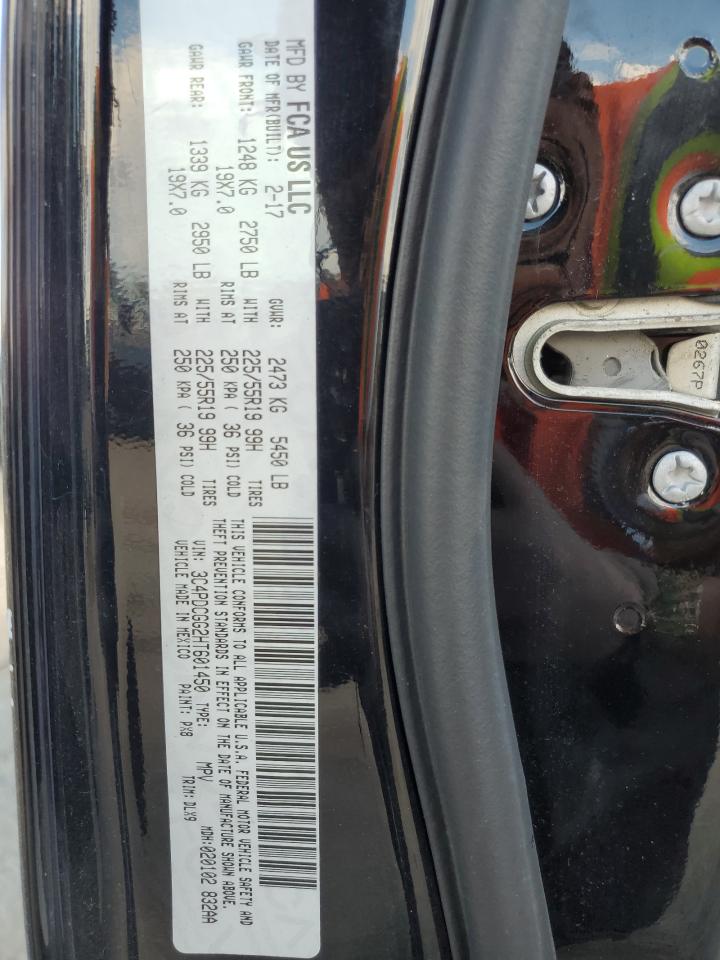 MFD BY FCA US LLC
DATE OF MFR(BUILT): 2-17 GVWR: 2473 KG 5450 LB
GAWR FRONT: 1248 KG 2750 LB WITH 225/55R19 99H TIRES
19X7.0 RIMS AT 250 KPA ( 36 PSI) COLD
GAWR REAR: 1339 KG 2950 LB WITH 225/55R19 99H TIRES
19X7.0 RIMS AT 250 KPA ( 36 PSI) COLD
THIS VEHICLE CONFORMS TO ALL APPLICABLE U.S.A. FEDERAL MOTOR VEHICLE SAFETY AND
THEFT PREVENTION STANDARDS IN EFFECT ON THE DATE OF MANUFACTURE SHOWN ABOVE.
VIN: 3C4PDCGG2HT601450 TYPE: MPV MDH:020102 832AA
VEHICLE MADE IN MEXICO PAINT: PX8 TRIM: DLX9
0267P